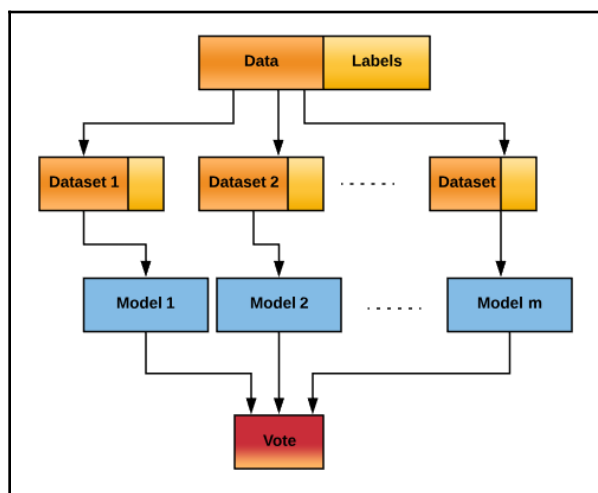 Data Labels
Dataset 1 Dataset 2 Dataset
Model 1 Model 2 Model m
Vote